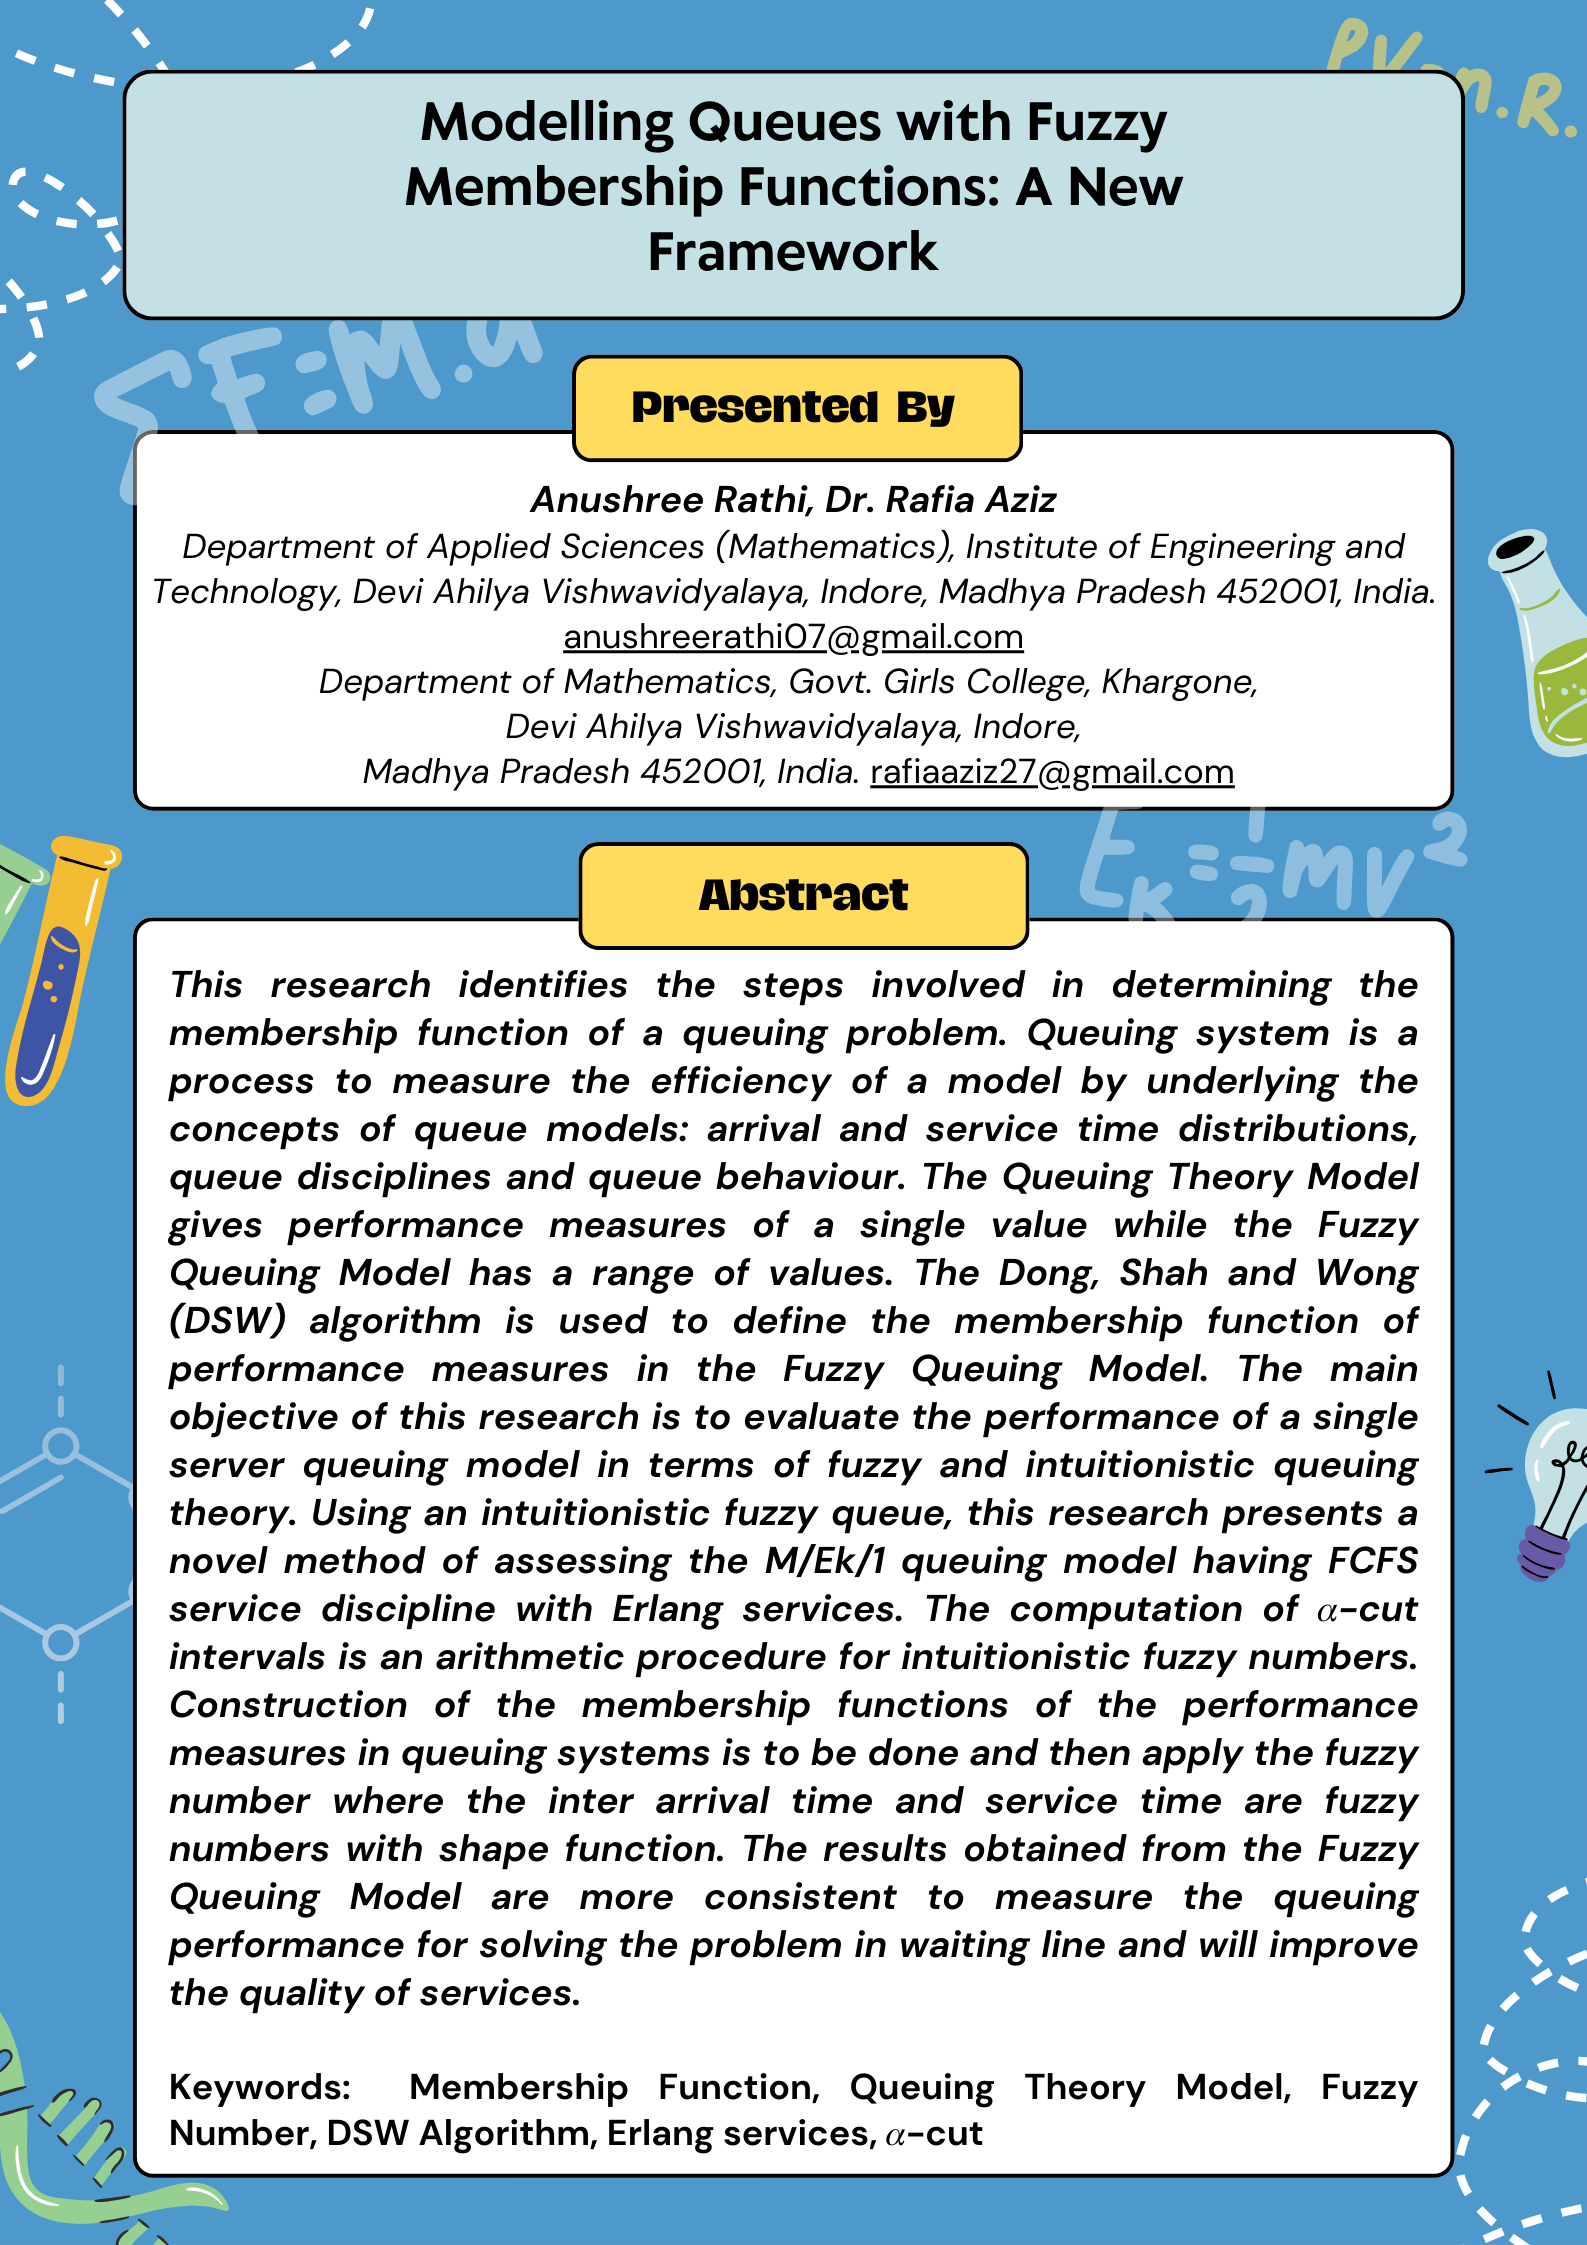 PV=n.R.
Modelling Queues with Fuzzy
Membership Functions: A New
Framework
ΣF=M.a
Presented By
Anushree Rathi, Dr. Rafia Aziz
Department of Applied Sciences (Mathematics), Institute of Engineering and
Technology, Devi Ahilya Vishwavidyalaya, Indore, Madhya Pradesh 452001, India.
anushreerathi07@gmail.com
Department of Mathematics, Govt. Girls College, Khargone,
Devi Ahilya Vishwavidyalaya, Indore,
Madhya Pradesh 452001, India. rafiaaziz27@gmail.com
Ek=1/2mv²
Abstract
This research identifies the steps involved in determining the
membership function of a queuing problem. Queuing system is a
process to measure the efficiency of a model by underlying the
concepts of queue models: arrival and service time distributions,
queue disciplines and queue behaviour. The Queuing Theory Model
gives performance measures of a single value while the Fuzzy
Queuing Model has a range of values. The Dong, Shah and Wong
(DSW) algorithm is used to define the membership function of
performance measures in the Fuzzy Queuing Model. The main
objective of this research is to evaluate the performance of a single
server queuing model in terms of fuzzy and intuitionistic queuing
theory. Using an intuitionistic fuzzy queue, this research presents a
novel method of assessing the M/Ek/1 queuing model having FCFS
service discipline with Erlang services. The computation of α-cut
intervals is an arithmetic procedure for intuitionistic fuzzy numbers.
Construction of the membership functions of the performance
measures in queuing systems is to be done and then apply the fuzzy
number where the inter arrival time and service time are fuzzy
numbers with shape function. The results obtained from the Fuzzy
Queuing Model are more consistent to measure the queuing
performance for solving the problem in waiting line and will improve
the quality of services.
Keywords: Membership Function, Queuing Theory Model, Fuzzy
Number, DSW Algorithm, Erlang services, α-cut